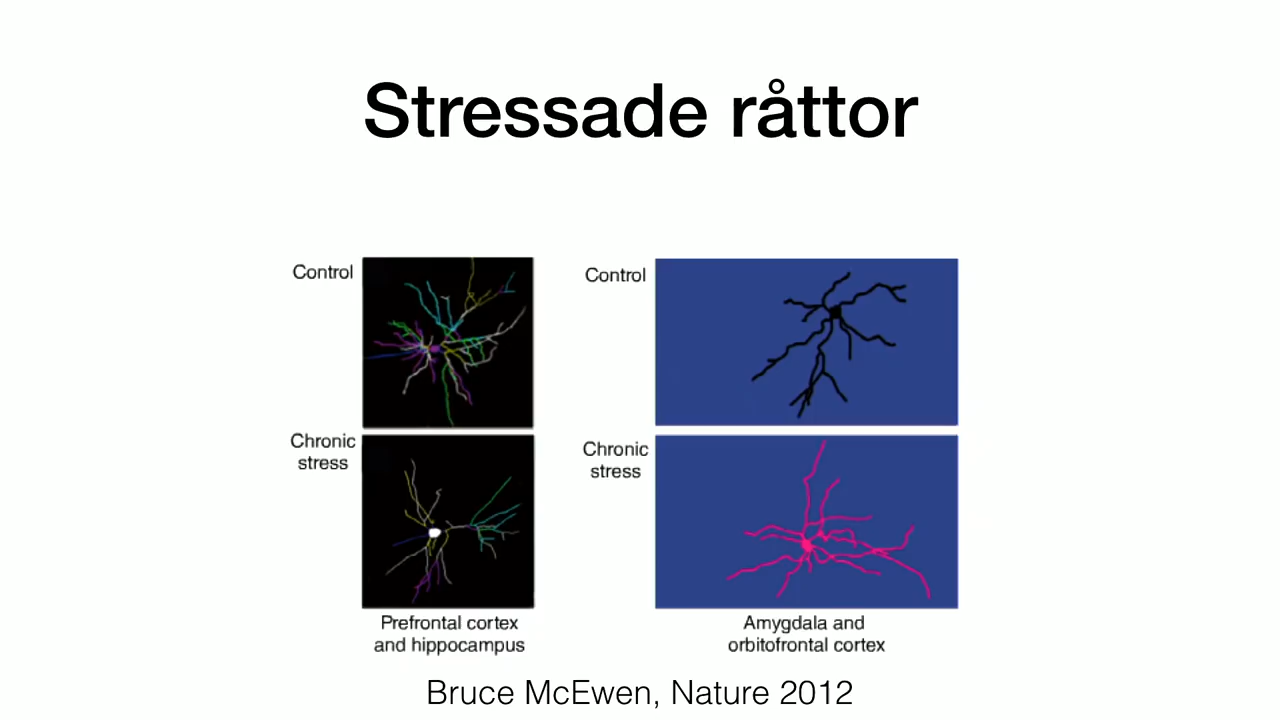 Stressade råttor
Control
Control
Chronic
stress
Chronic
stress
Prefrontal cortex
and hippocampus
Amygdala and
orbitofrontal cortex
Bruce McEwen, Nature 2012